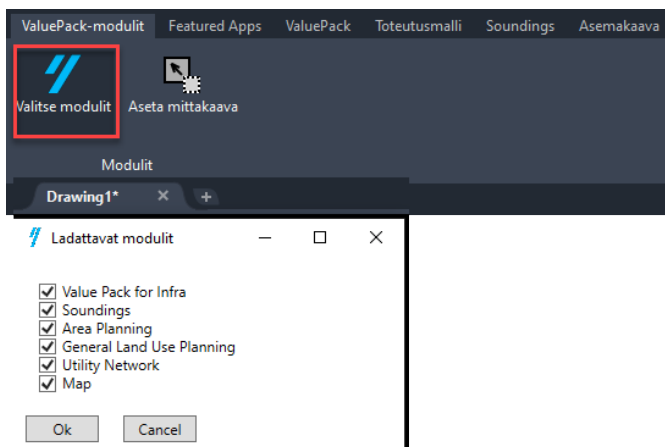 ValuePack-modulit Featured Apps ValuePack Toteutusmalli Soundings Asemakaava
Valitse modulit Aseta mittakaava
Modulit
Drawing1*
Ladattavat modulit
Value Pack for Infra
Soundings
Area Planning
General Land Use Planning
Utility Network
Map
Ok Cancel